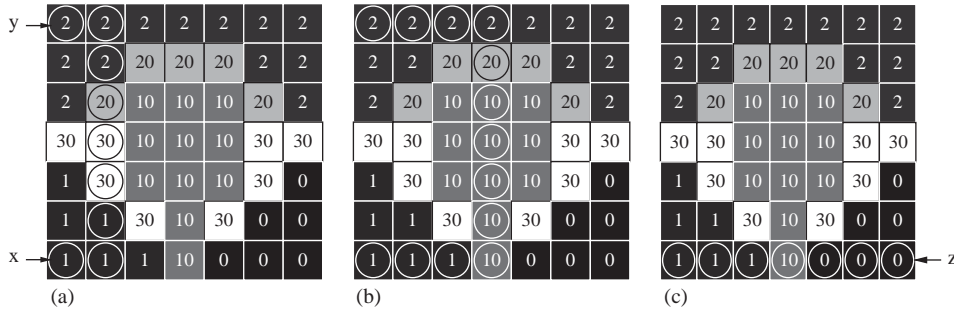 y 2 2 2 2 2 2 2 2 2 2 2 2 2 2 2 2 2 2 2 2 2
2 2 20 20 20 2 2 2 2 20 20 20 2 2 2 2 20 20 20 2 2
2 20 10 10 10 20 2 2 20 10 10 10 20 2 2 20 10 10 10 20 2
30 30 10 10 10 30 30 30 30 10 10 10 30 30 30 30 10 10 10 30 30
1 30 10 10 10 30 0 1 30 10 10 10 30 0 1 30 10 10 10 30 0
1 1 30 10 30 0 0 1 1 30 10 30 0 0 1 1 30 10 30 0 0
x 1 1 1 10 0 0 0 1 1 1 10 0 0 0 1 1 1 10 0 0 0 z
(a) (b) (c)